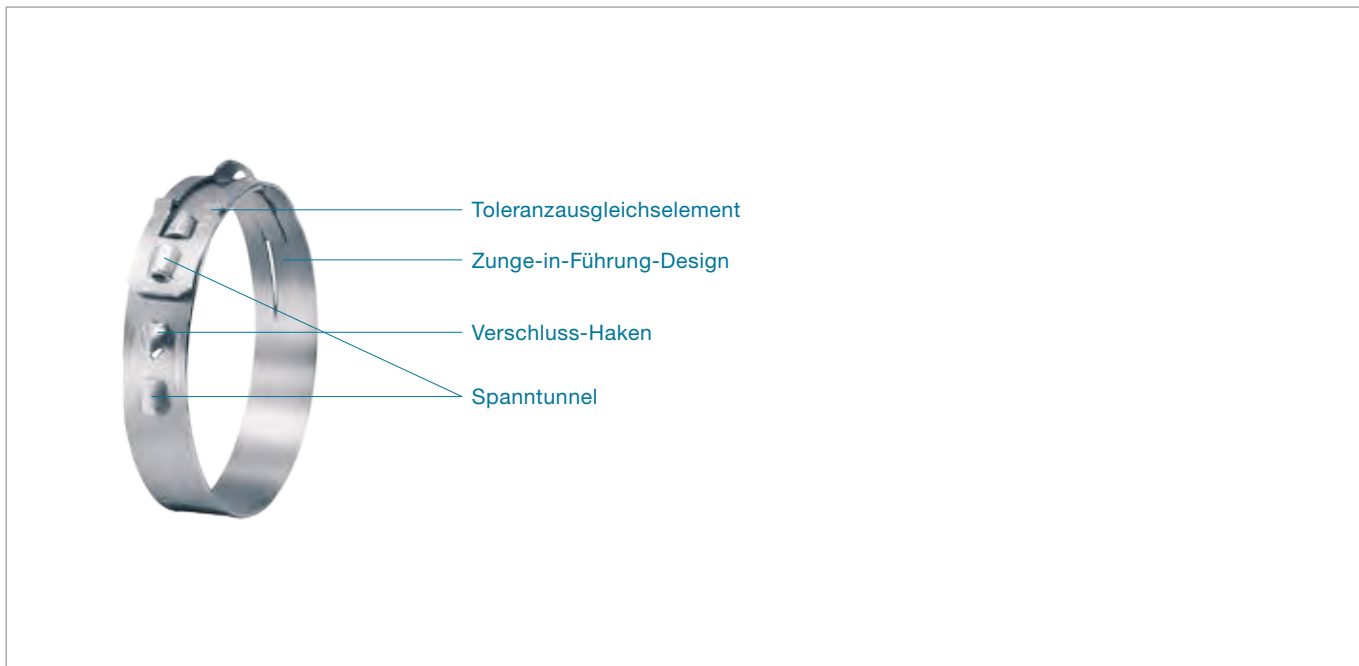 Toleranzausgleichselement
Zunge-in-Führung-Design
Verschluss-Haken
Spanntunnel